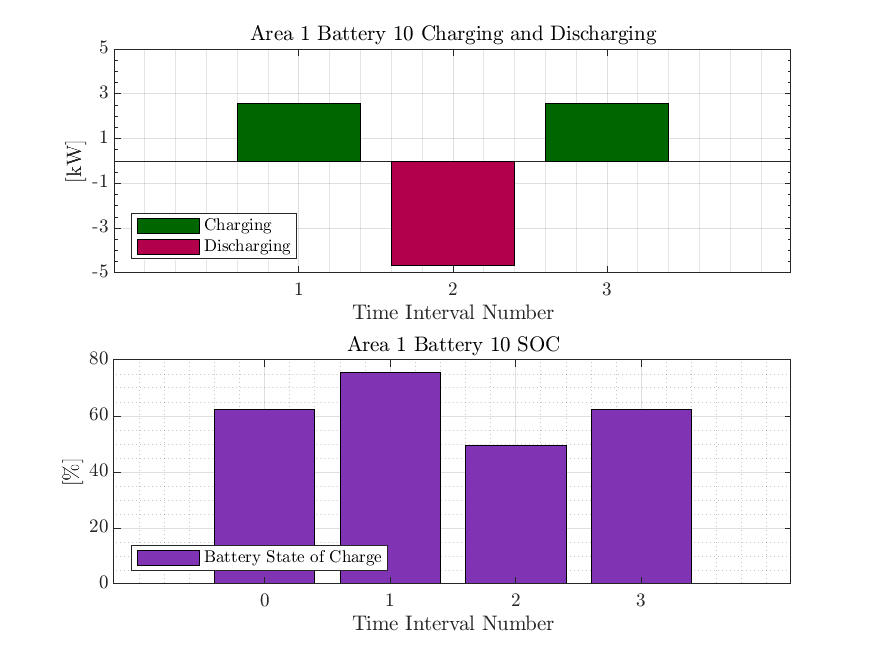 Area 1 Battery 10 Charging and Discharging
5
3
1
-1
-3
-5
[kW]
Charging
Discharging
1 2 3
Time Interval Number
Area 1 Battery 10 SOC
80
60
40
20
0
[%]
Battery State of Charge
0 1 2 3
Time Interval Number